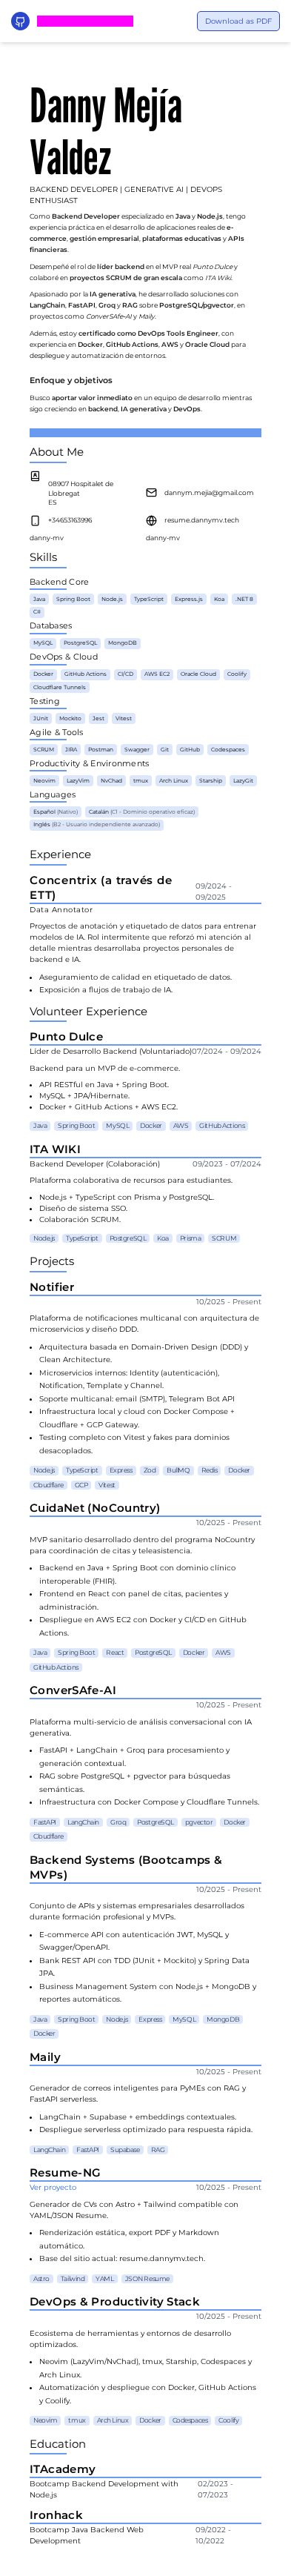 Download as PDF
Danny Mejía
Valdez
BACKEND DEVELOPER | GENERATIVE AI | DEVOPS
ENTHUSIAST
Como Backend Developer especializado en Java y Node.js, tengo
experiencia práctica en el desarrollo de aplicaciones reales de e-
commerce, gestión empresarial, plataformas educativas y APIs
financieras.
Desempeñé el rol de líder backend en el MVP real Punto Dulce y
colaboré en proyectos SCRUM de gran escala como ITA Wiki.
Apasionado por la IA generativa, he desarrollado soluciones con
LangChain, FastAPI, Groq y RAG sobre PostgreSQL/pgvector, en
proyectos como ConverSAfe-AI y Maily.
Además, estoy certificado como DevOps Tools Engineer, con
experiencia en Docker, GitHub Actions, AWS y Oracle Cloud para
despliegue y automatización de entornos.
Enfoque y objetivos
Busco aportar valor inmediato en un equipo de desarrollo mientras
sigo creciendo en backend, IA generativa y DevOps.
About Me
08907 Hospitalet de
Llobregat
ES
dannym.mejia@gmail.com
+34653163996
resume.dannymv.tech
danny-mv danny-mv
Skills
Backend Core
Java Spring Boot Node.js TypeScript Express.js Koa .NET 8
C#
Databases
MySQL PostgreSQL MongoDB
DevOps & Cloud
Docker GitHub Actions CI/CD AWS EC2 Oracle Cloud Coolify
Cloudflare Tunnels
Testing
JUnit Mockito Jest Vitest
Agile & Tools
SCRUM JIRA Postman Swagger Git GitHub Codespaces
Productivity & Environments
Neovim LazyVim NvChad tmux Arch Linux Starship LazyGit
Languages
Español (Nativo) Catalán (C1 - Dominio operativo eficaz)
Inglés (B2 - Usuario independiente avanzado)
Experience
Concentrix (a través de
ETT)
09/2024 -
09/2025
Data Annotator
Proyectos de anotación y etiquetado de datos para entrenar
modelos de IA. Rol intermitente que reforzó mi atención al
detalle mientras desarrollaba proyectos personales de
backend e IA.
Aseguramiento de calidad en etiquetado de datos.
Exposición a flujos de trabajo de IA.
Volunteer Experience
Punto Dulce
Líder de Desarrollo Backend (Voluntariado) 07/2024 - 09/2024
Backend para un MVP de e-commerce.
API RESTful en Java + Spring Boot.
MySQL + JPA/Hibernate.
Docker + GitHub Actions + AWS EC2.
Java Spring Boot MySQL Docker AWS GitHub Actions
ITA WIKI
Backend Developer (Colaboración) 09/2023 - 07/2024
Plataforma colaborativa de recursos para estudiantes.
Node.js + TypeScript con Prisma y PostgreSQL.
Diseño de sistema SSO.
Colaboración SCRUM.
Node.js TypeScript PostgreSQL Koa Prisma SCRUM
Projects
Notifier
10/2025 - Present
Plataforma de notificaciones multicanal con arquitectura de
microservicios y diseño DDD.
Arquitectura basada en Domain-Driven Design (DDD) y
Clean Architecture.
Microservicios internos: Identity (autenticación),
Notification, Template y Channel.
Soporte multicanal: email (SMTP), Telegram Bot API
Infraestructura local y cloud con Docker Compose +
Cloudflare + GCP Gateway.
Testing completo con Vitest y fakes para dominios
desacoplados.
Node.js TypeScript Express Zod BullMQ Redis Docker
Cloudflare GCP Vitest
CuidaNet (NoCountry)
10/2025 - Present
MVP sanitario desarrollado dentro del programa NoCountry
para coordinación de citas y teleasistencia.
Backend en Java + Spring Boot con dominio clínico
interoperable (FHIR).
Frontend en React con panel de citas, pacientes y
administración.
Despliegue en AWS EC2 con Docker y CI/CD en GitHub
Actions.
Java Spring Boot React PostgreSQL Docker AWS
GitHub Actions
ConverSAfe-AI
10/2025 - Present
Plataforma multi-servicio de análisis conversacional con IA
generativa.
FastAPI + LangChain + Groq para procesamiento y
generación contextual.
RAG sobre PostgreSQL + pgvector para búsquedas
semánticas.
Infraestructura con Docker Compose y Cloudflare Tunnels.
FastAPI LangChain Groq PostgreSQL pgvector Docker
Cloudflare
Backend Systems (Bootcamps &
MVPs)
10/2025 - Present
Conjunto de APIs y sistemas empresariales desarrollados
durante formación profesional y MVPs.
E-commerce API con autenticación JWT, MySQL y
Swagger/OpenAPI.
Bank REST API con TDD (JUnit + Mockito) y Spring Data
JPA.
Business Management System con Node.js + MongoDB y
reportes automáticos.
Java Spring Boot Node.js Express MySQL MongoDB
Docker
Maily
10/2025 - Present
Generador de correos inteligentes para PyMEs con RAG y
FastAPI serverless.
LangChain + Supabase + embeddings contextuales.
Despliegue serverless optimizado para respuesta rápida.
LangChain FastAPI Supabase RAG
Resume-NG
Ver proyecto 10/2025 - Present
Generador de CVs con Astro + Tailwind compatible con
YAML/JSON Resume.
Renderización estática, export PDF y Markdown
automático.
Base del sitio actual: resume.dannymv.tech.
Astro Tailwind YAML JSON Resume
DevOps & Productivity Stack
10/2025 - Present
Ecosistema de herramientas y entornos de desarrollo
optimizados.
Neovim (LazyVim/NvChad), tmux, Starship, Codespaces y
Arch Linux.
Automatización y despliegue con Docker, GitHub Actions
y Coolify.
Neovim tmux Arch Linux Docker Codespaces Coolify
Education
ITAcademy
Bootcamp Backend Development with
Node.js
02/2023 -
07/2023
Ironhack
Bootcamp Java Backend Web
Development
09/2022 -
10/2022